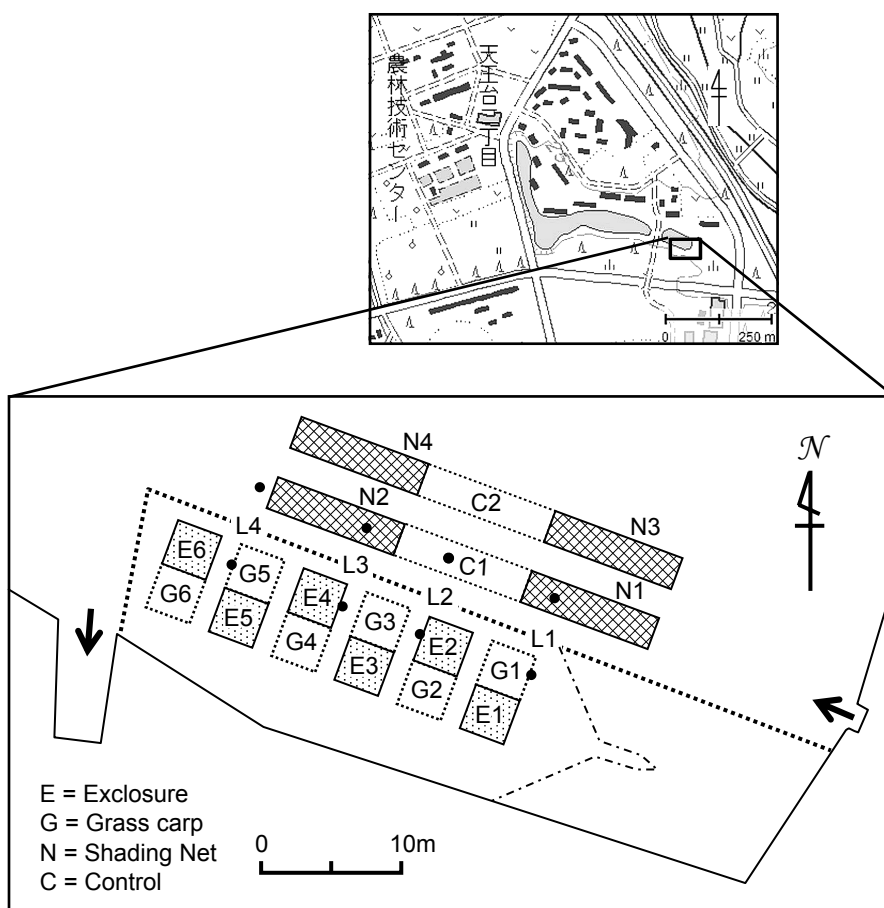 農林技術センター
天王台三丁目
0 250 m
N4
N2
C2
N3
C1
N1
L4
L3
L2
L1
E6
G6
G5
E5
E4
G4
G3
E3
E2
G2
G1
E1
N
E = Exclosure
G = Grass carp
N = Shading Net
C = Control
0 10m